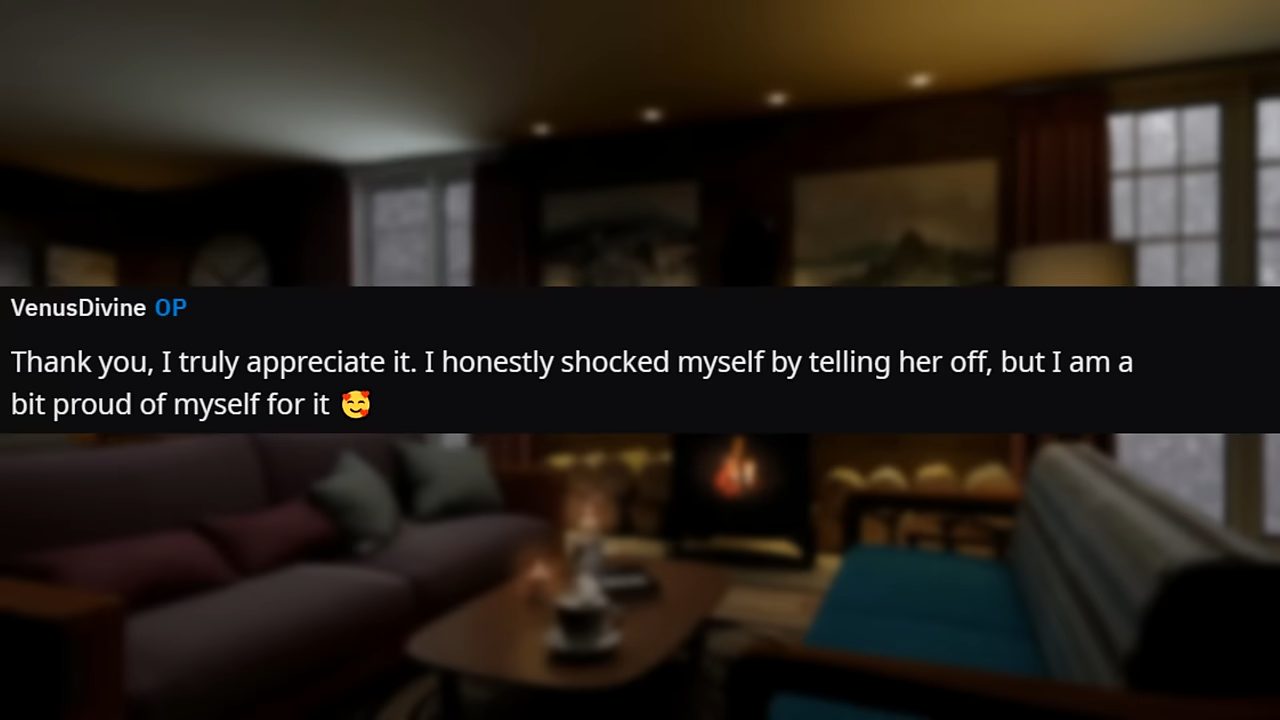 VenusDivine OP
Thank you, I truly appreciate it. I honestly shocked myself by telling her off, but I am a
bit proud of myself for it 🥰